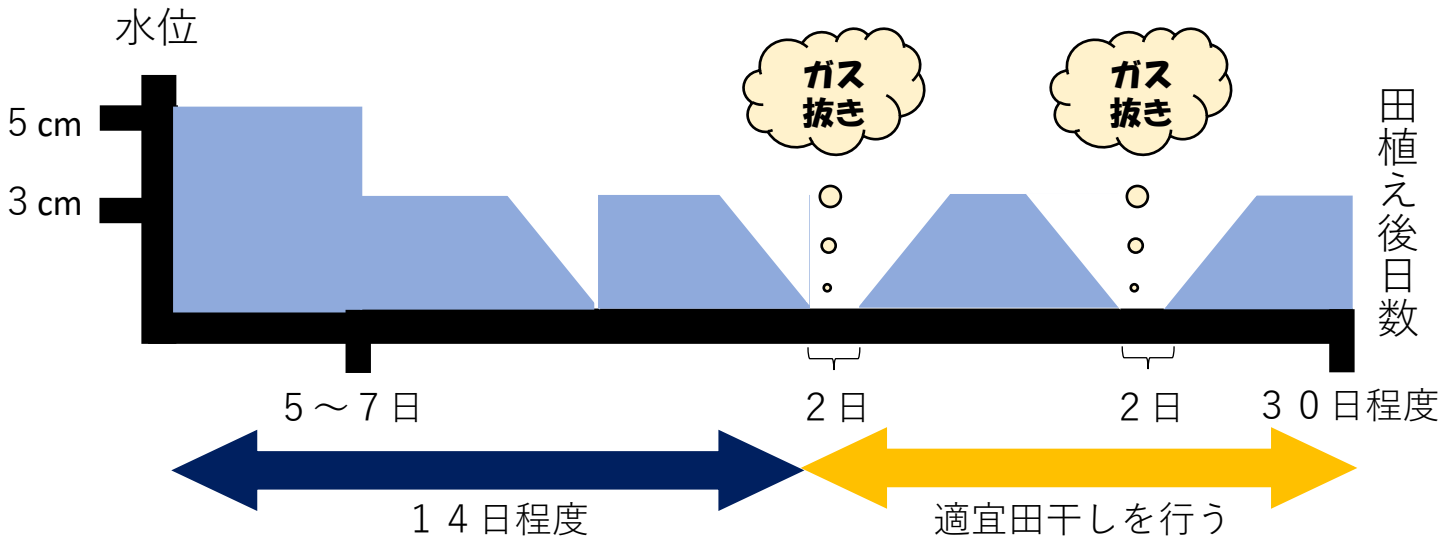 水位
5 cm
3 cm
ガス
抜き
ガス
抜き
田植え後日数
5～7日
2日
2日
30日程度
14日程度
適宜田干しを行う